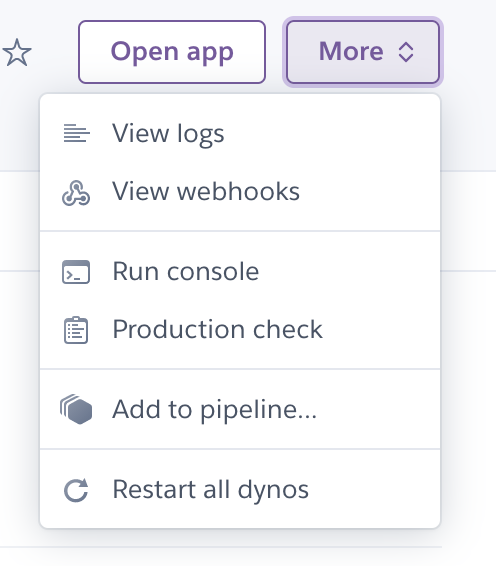 Open app
More
View logs
View webhooks
Run console
Production check
Add to pipeline...
Restart all dynos